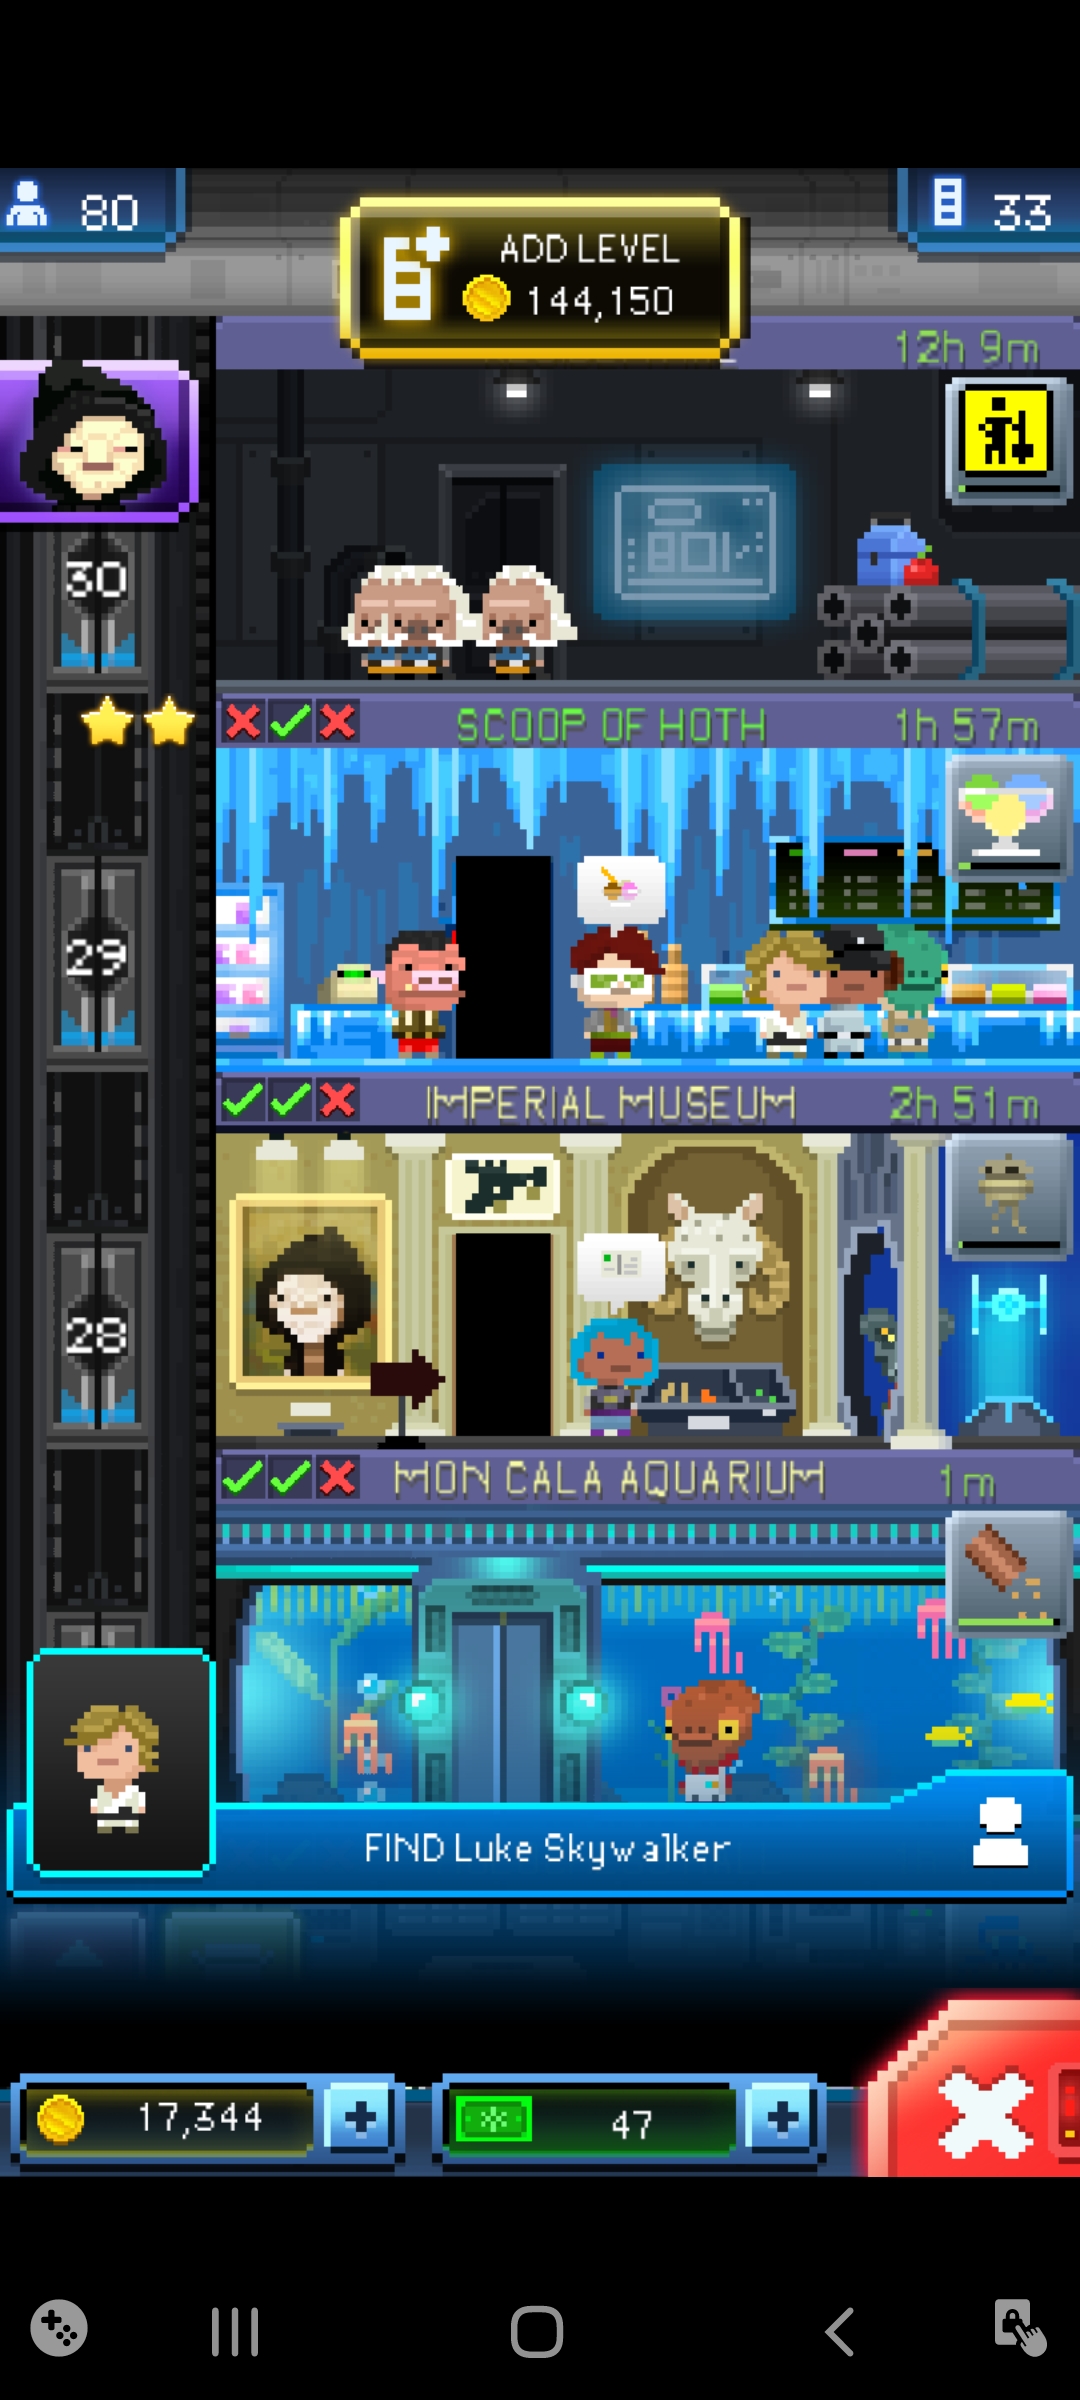 80
ADD LEVEL
144,150
33
12h 9m
30
SCOOP OF HOTH
1h 57m
29
IMPERIAL MUSEUM
2h 51m
28
MON CALA AQUARIUM
1m
FIND Luke Skywalker
17,344
47